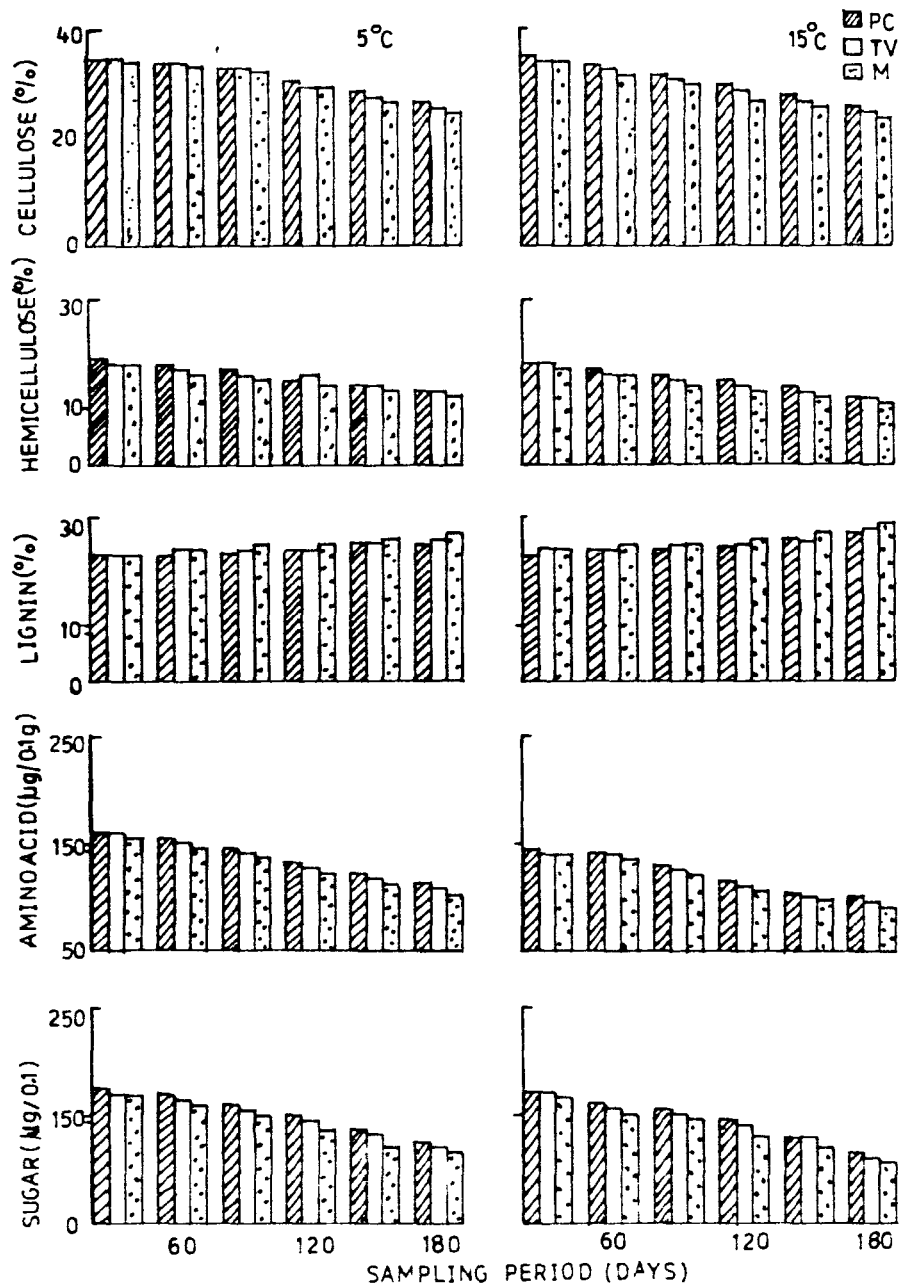 40
5°C
15°C
PC
TV
M
CELLULOSE (%)
20
0
30
HEMICELLULOSE(%)
10
0
30
LIGNIN (%)
10
0
250
AMINOACID (µg/0.1g)
150
50
250
SUGAR (µg/0.1)
150
0
60 120 180 60 120 180
SAMPLING PERIOD (DAYS)